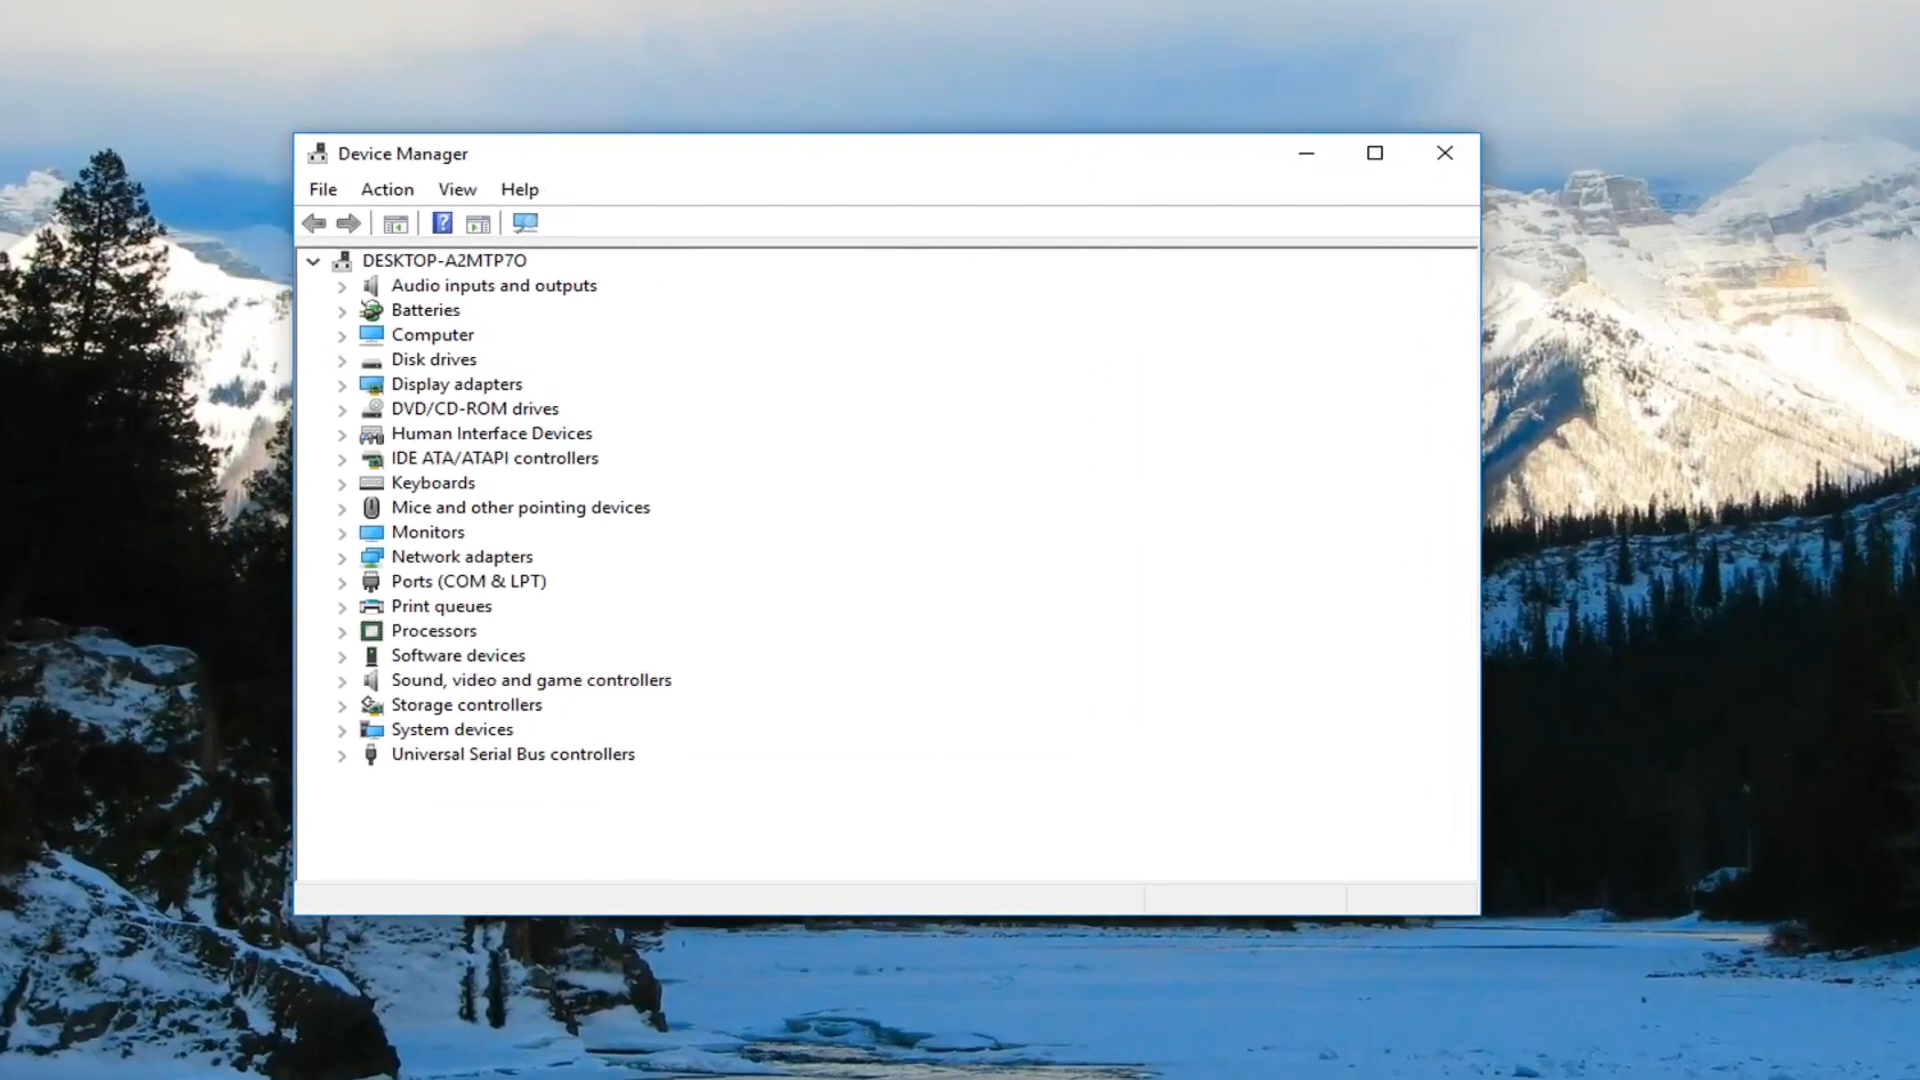 Device Manager
File Action View Help
?
DESKTOP-A2MTP7O
Audio inputs and outputs
Batteries
Computer
Disk drives
Display adapters
DVD/CD-ROM drives
Human Interface Devices
IDE ATA/ATAPI controllers
Keyboards
Mice and other pointing devices
Monitors
Network adapters
Ports (COM & LPT)
Print queues
Processors
Software devices
Sound, video and game controllers
Storage controllers
System devices
Universal Serial Bus controllers